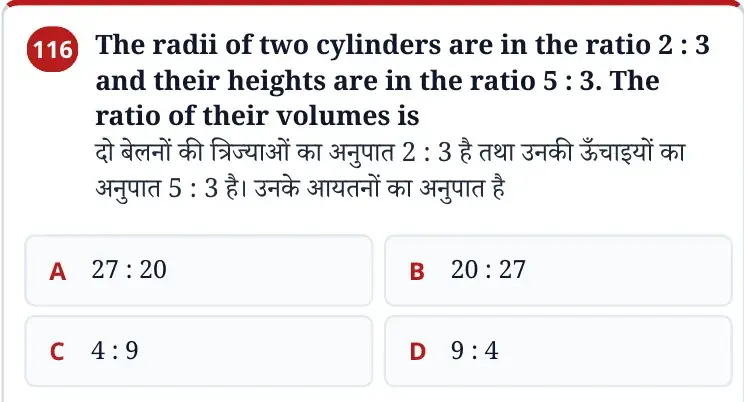 116 The radii of two cylinders are in the ratio 2 : 3
and their heights are in the ratio 5 : 3. The
ratio of their volumes is
दो बेलनों की त्रिज्याओं का अनुपात 2 : 3 है तथा उनकी ऊँचाइयों का
अनुपात 5 : 3 है। उनके आयतनों का अनुपात है
A 27 : 20
B 20 : 27
C 4 : 9
D 9 : 4